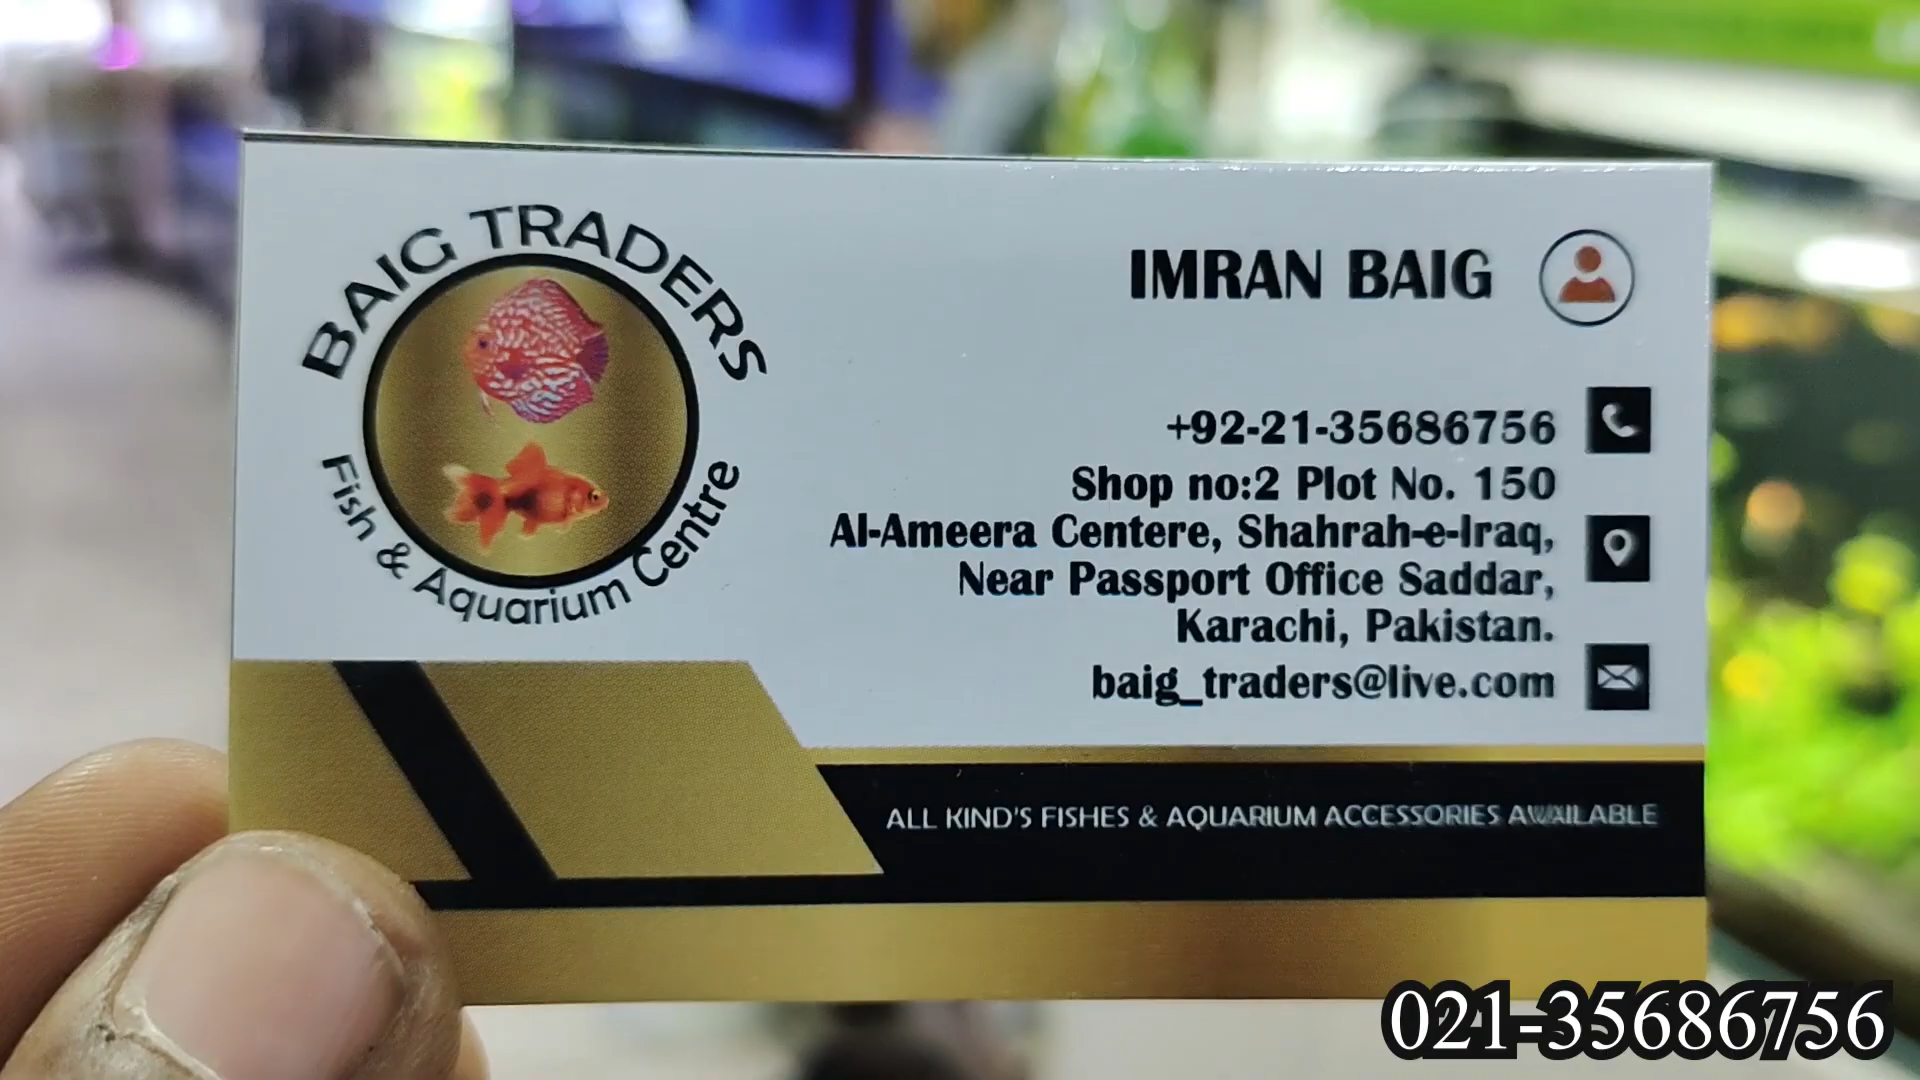 BAIG TRADERS
Fish & Aquarium Centre
IMRAN BAIG
+92-21-35686756
Shop no:2 Plot No. 150
Al-Ameera Centere, Shahrah-e-Iraq,
Near Passport Office Saddar,
Karachi, Pakistan.
baig_traders@live.com
ALL KIND'S FISHES & AQUARIUM ACCESSORIES AWAILABLE
021-35686756